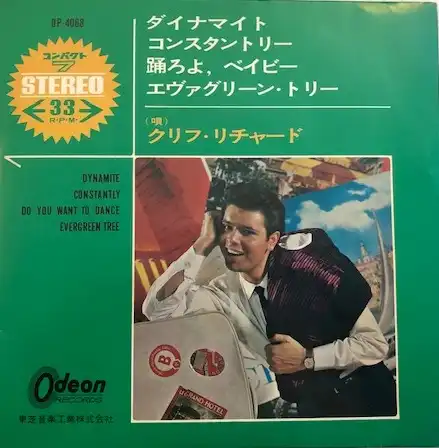 OP-4068
コンパクト
7
STEREO
33
R·P·M·
ダイナマイト
コンスタントリー
踊ろよ, ベイビー
エヴァグリーン・トリー
(唄)
クリフ・リチャード
DYNAMITE
CONSTANTLY
DO YOU WANT TO DANCE
EVERGREEN TREE
B
GRAND HOTEL
Odeon
RECORDS
東芝音楽工業株式会社